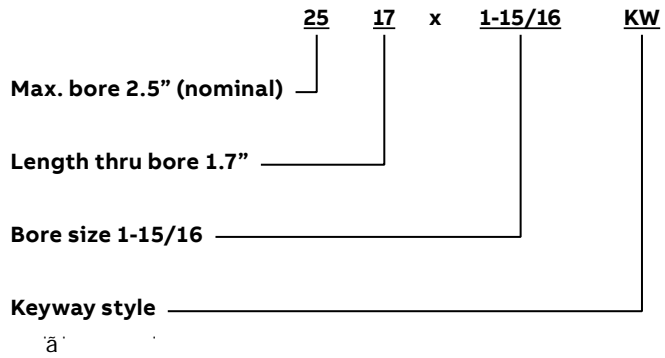 25 17 x 1-15/16 KW
Max. bore 2.5” (nominal)
Length thru bore 1.7”
Bore size 1-15/16
Keyway style